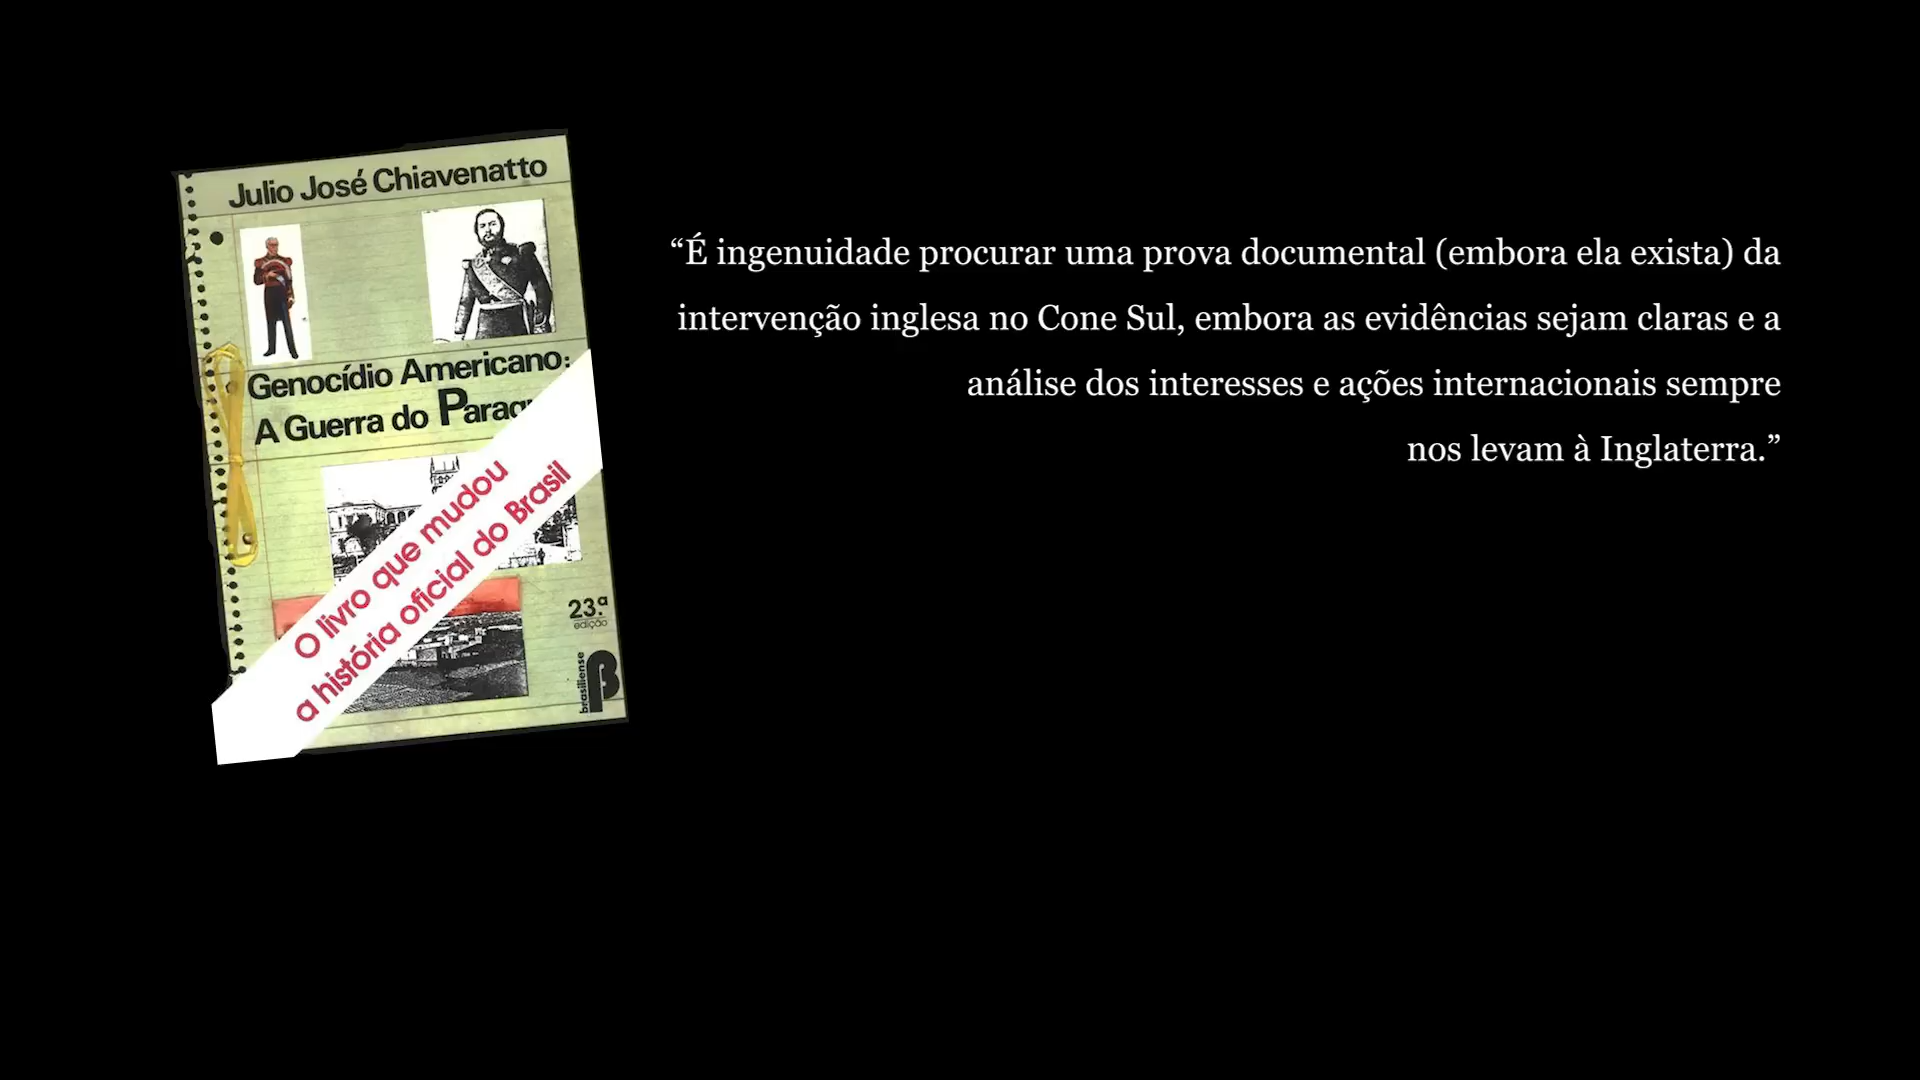 Julio José Chiavenatto
Genocídio Americano:
A Guerra do
O livro que mudou
a história oficial do Brasil
23.ª
edição
brasiliense
“É ingenuidade procurar uma prova documental (embora ela exista) da
intervenção inglesa no Cone Sul, embora as evidências sejam claras e a
análise dos interesses e ações internacionais sempre
nos levam à Inglaterra.”